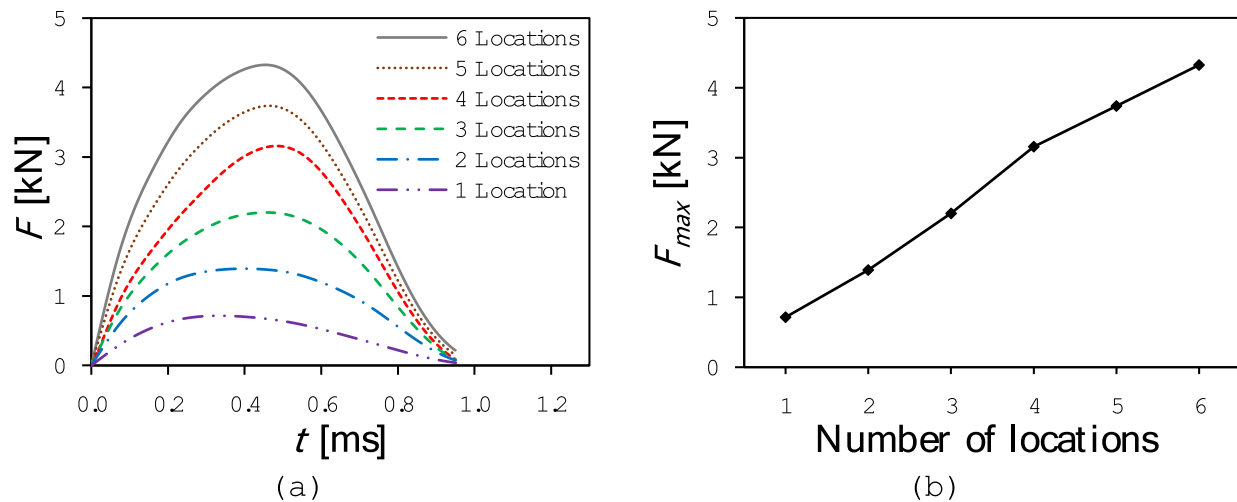 5
4
3
2
1
0
F [kN]
6 Locations
5 Locations
4 Locations
3 Locations
2 Locations
1 Location
0.0 0.2 0.4 0.6 0.8 1.0 1.2
t [ms]
(a)
5
4
3
2
1
0
Fmax [kN]
1 2 3 4 5 6
Number of locations
(b)